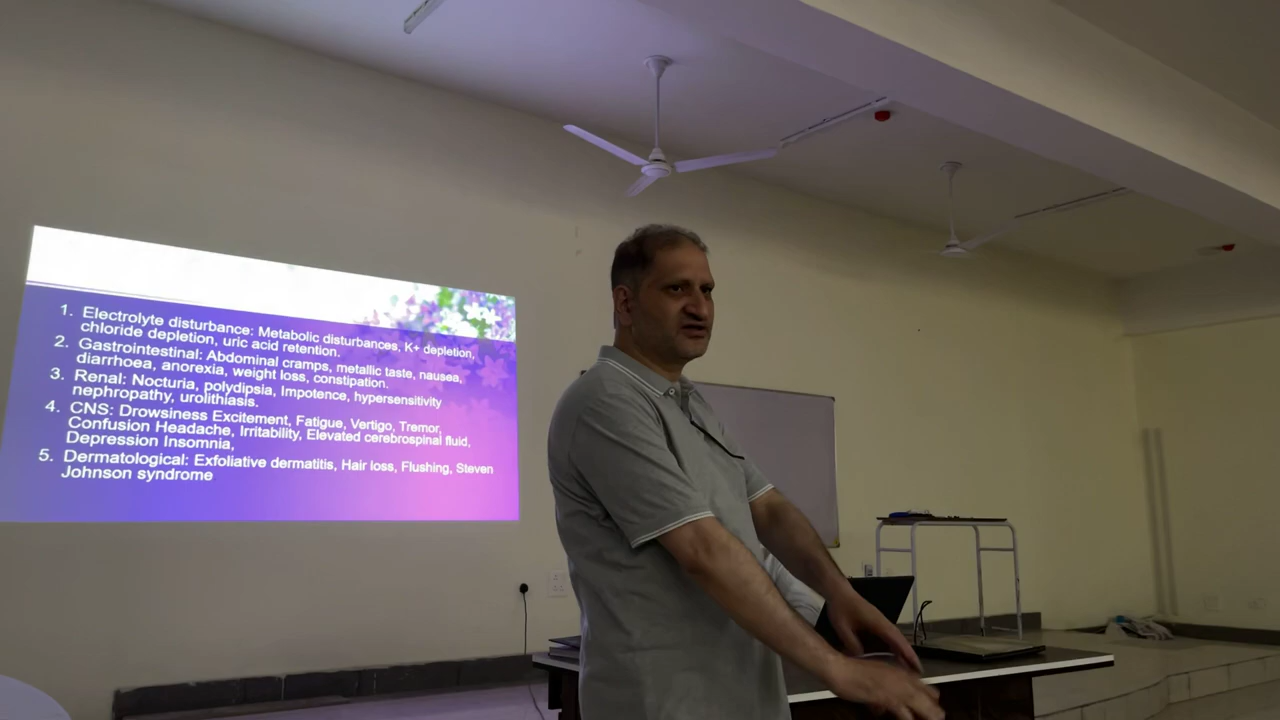 1. Electrolyte disturbance: Metabolic disturbances, K+ depletion,
chloride depletion, uric acid retention.
2. Gastrointestinal: Abdominal cramps, metallic taste, nausea,
diarrhoea, anorexia, weight loss, constipation.
3. Renal: Nocturia, polydipsia, Impotence, hypersensitivity
nephropathy, urolithiasis.
4. CNS: Drowsiness Excitement, Fatigue, Vertigo, Tremor,
Confusion Headache, Irritability, Elevated cerebrospinal fluid,
Depression Insomnia,
5. Dermatological: Exfoliative dermatitis, Hair loss, Flushing, Steven
Johnson syndrome